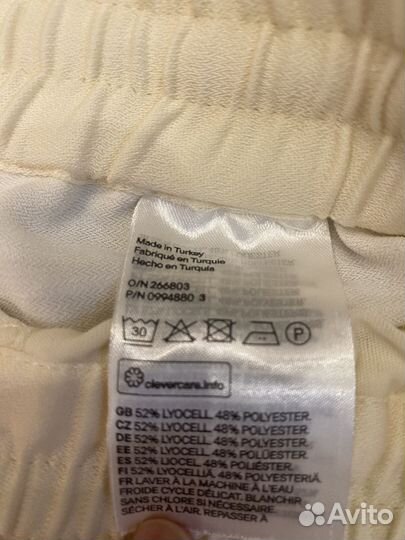 Made in Turkey
Fabriqué en Turquie
Hecho en Turquía
O/N 266803
P/N 0994880 3
30 P
clevercare.info
GB 52% LYOCELL. 48% POLYESTER.
CZ 52% LYOCELL. 48% POLYESTER.
DE 52% LYOCELL. 48% POLYESTER.
EE 52% LYOCELL. 48% POLÜESTER.
ES 52% LIOCEL. 48% POLIÉSTER.
FI 52% LYOCELLIÄ. 48% POLYESTERIÄ.
FR LAVER À LA MACHINE À L'EAU
FROIDE CYCLE DÉLICAT. BLANCHIR
SANS CHLORE SI NÉCESSAIRE.
SÉCHER À L'AIR. REPASSER À
Avito